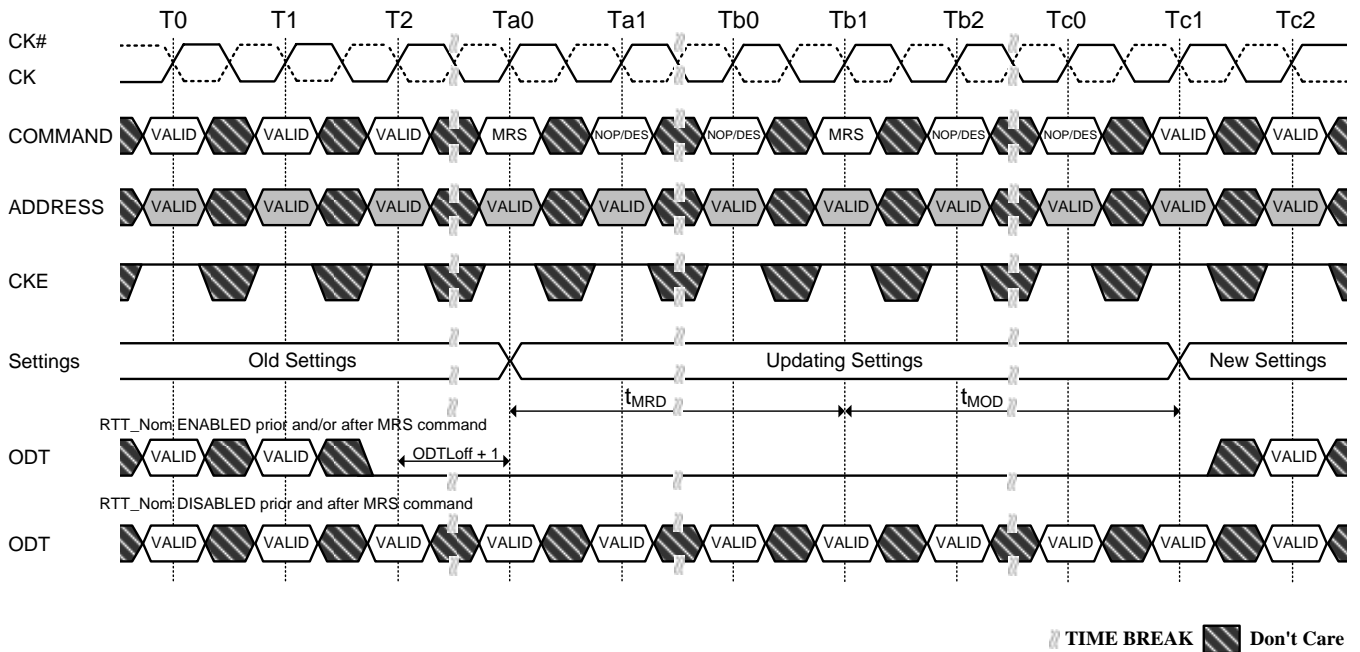 T0 T1 T2 Ta0 Ta1 Tb0 Tb1 Tb2 Tc0 Tc1 Tc2
CK#
CK
COMMAND VALID VALID VALID MRS NOP/DES NOP/DES MRS NOP/DES NOP/DES VALID VALID
ADDRESS VALID VALID VALID VALID VALID VALID VALID VALID VALID VALID VALID
CKE
Settings Old Settings Updating Settings New Settings
tMRD tMOD
RTT_Nom ENABLED prior and/or after MRS command
ODT VALID VALID ODTLoff + 1 VALID
RTT_Nom DISABLED prior and after MRS command
ODT VALID VALID VALID VALID VALID VALID VALID VALID VALID VALID VALID
TIME BREAK Don't Care